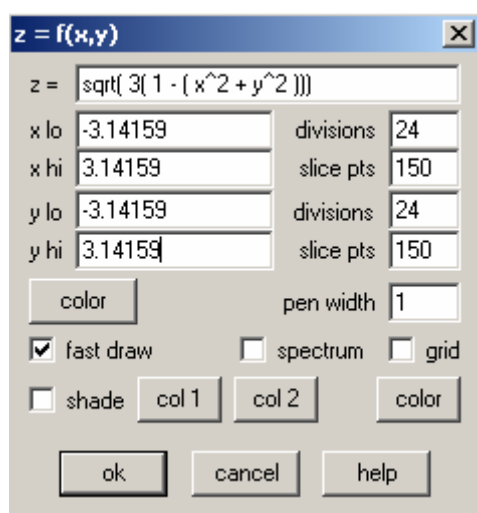 z = f(x,y)
z = sqrt( 3( 1 - ( x^2 + y^2 )))
x lo -3.14159 divisions 24
x hi 3.14159 slice pts 150
y lo -3.14159 divisions 24
y hi 3.14159 slice pts 150
color pen width 1
fast draw spectrum grid
shade col 1 col 2 color
ok cancel help